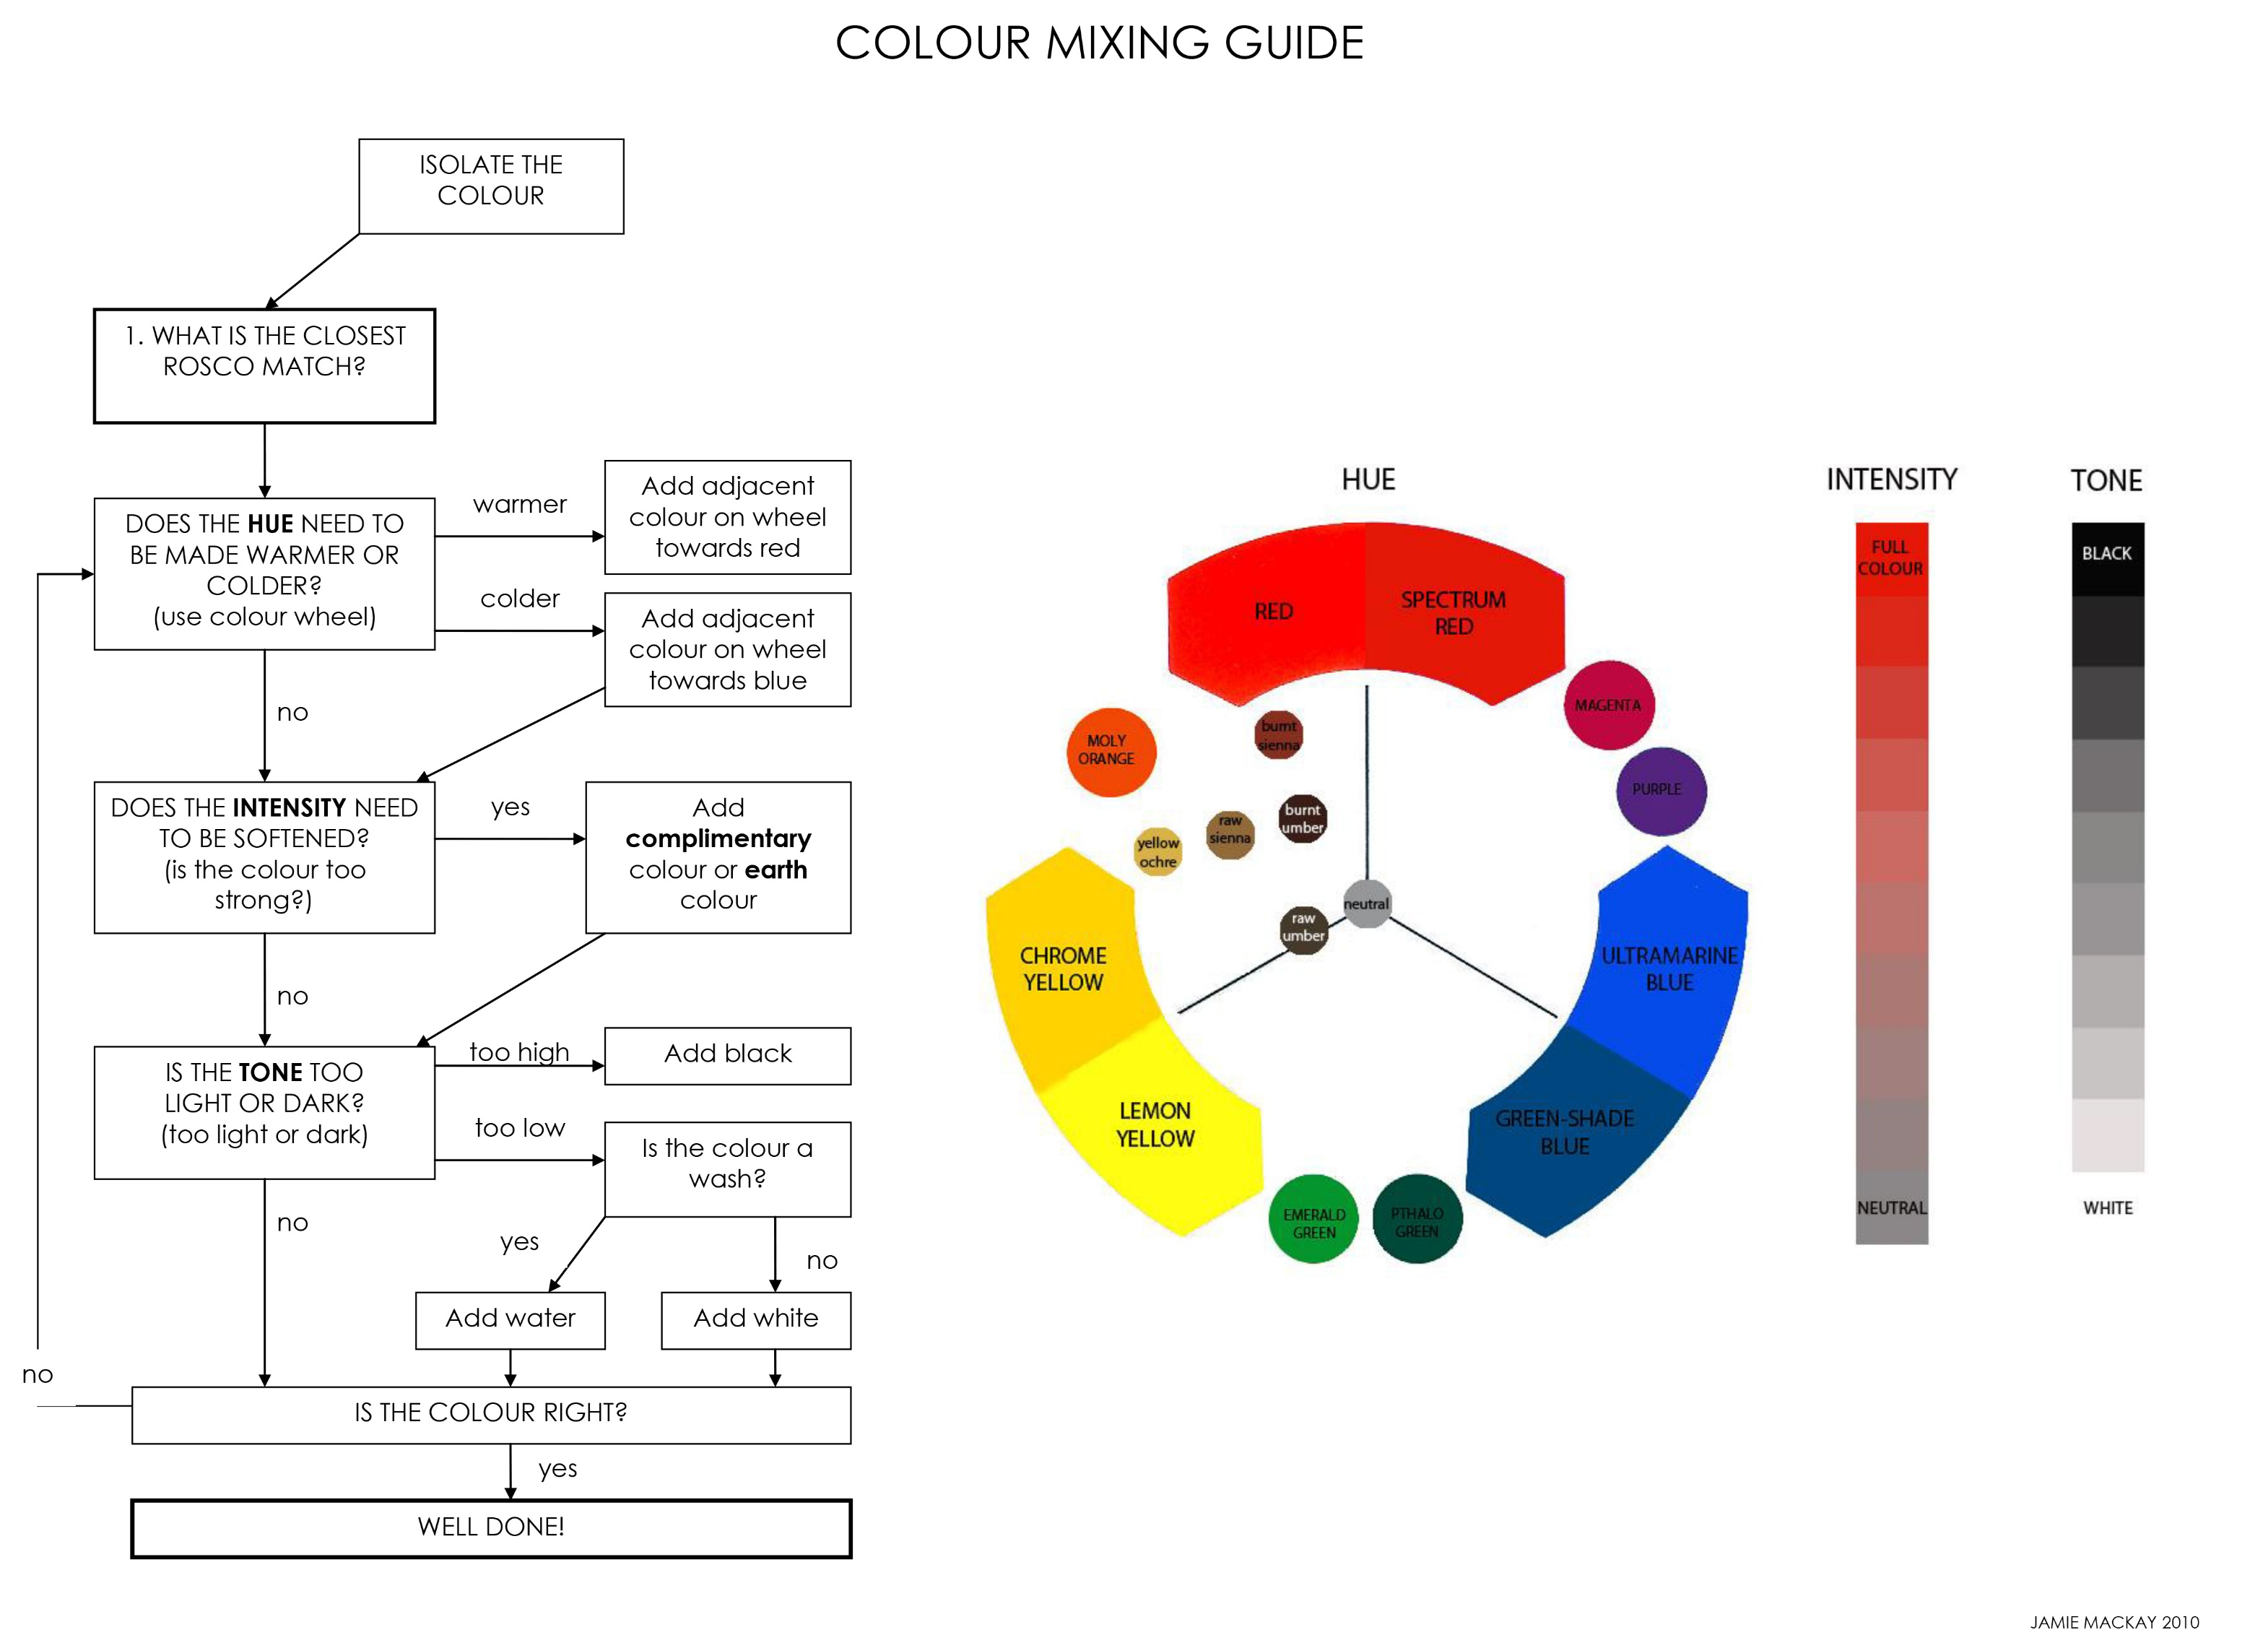 COLOUR MIXING GUIDE
ISOLATE THE
COLOUR
1. WHAT IS THE CLOSEST
ROSCO MATCH?
DOES THE HUE NEED TO
BE MADE WARMER OR
COLDER?
(use colour wheel)
warmer
Add adjacent
colour on wheel
towards red
colder
Add adjacent
colour on wheel
towards blue
no
DOES THE INTENSITY NEED
TO BE SOFTENED?
(is the colour too
strong?)
yes
Add
complimentary
colour or earth
colour
no
IS THE TONE TOO
LIGHT OR DARK?
(too light or dark)
too high
Add black
too low
Is the colour a
wash?
no
yes
no
Add water
Add white
no
IS THE COLOUR RIGHT?
yes
WELL DONE!
HUE
RED
SPECTRUM
RED
MAGENTA
PURPLE
MOLY
ORANGE
burnt
sienna
burnt
umber
raw
sienna
yellow
ochre
neutral
raw
umber
CHROME
YELLOW
LEMON
YELLOW
ULTRAMARINE
BLUE
GREEN-SHADE
BLUE
EMERALD
GREEN
PTHALO
GREEN
INTENSITY
FULL
COLOUR
NEUTRAL
TONE
BLACK
WHITE
JAMIE MACKAY 2010